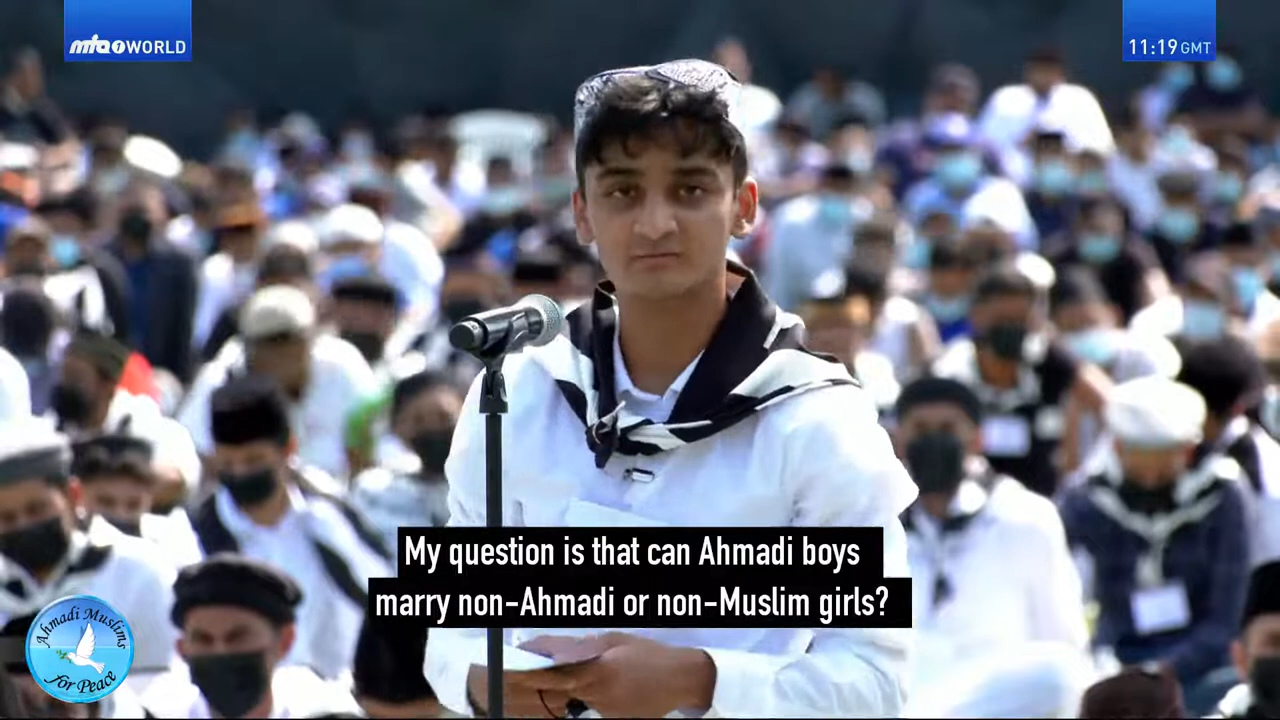 mta1 WORLD
11:19 GMT
My question is that can Ahmadi boys
marry non-Ahmadi or non-Muslim girls?
Ahmadi Muslims
for Peace